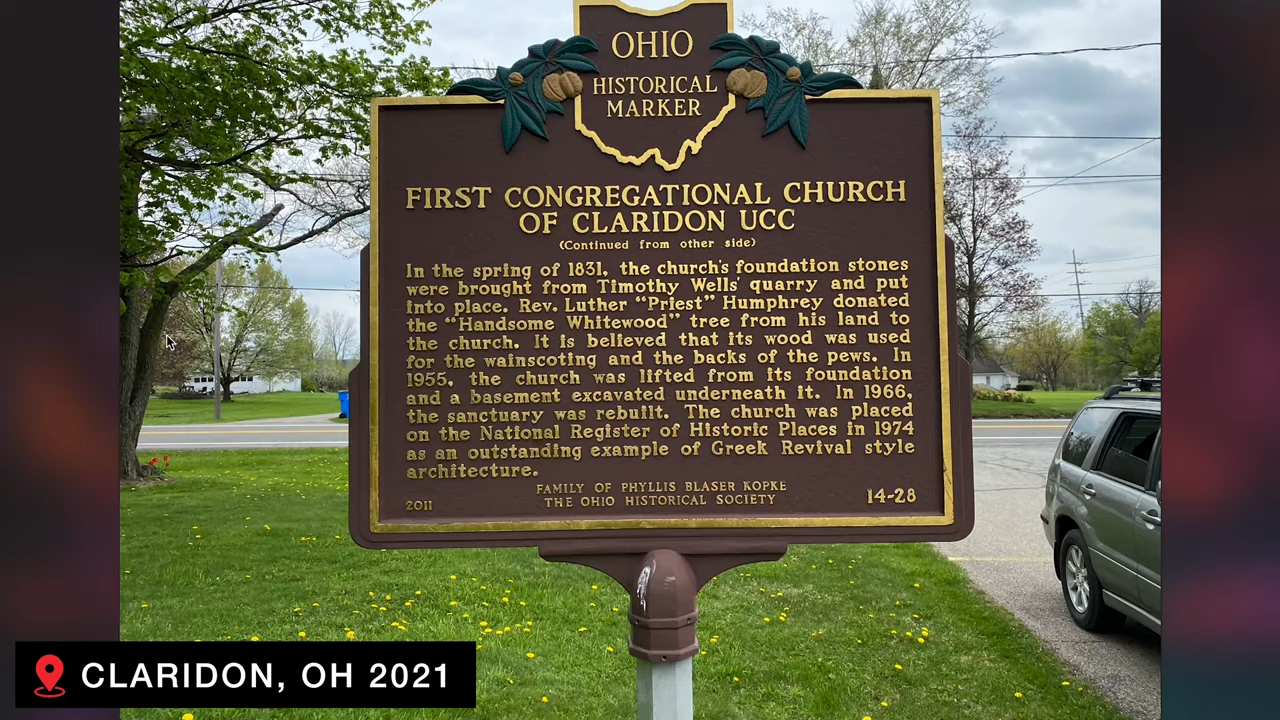 OHIO
HISTORICAL
MARKER
FIRST CONGREGATIONAL CHURCH
OF CLARIDON UCC
(Continued from other side)
In the spring of 1831, the church's foundation stones
were brought from Timothy Wells' quarry and put
into place. Rev. Luther "Priest" Humphrey donated
the "Handsome Whitewood" tree from his land to
the church. It is believed that its wood was used
for the wainscoting and the backs of the pews. In
1955, the church was lifted from its foundation
and a basement excavated underneath it. In 1966,
the sanctuary was rebuilt. The church was placed
on the National Register of Historic Places in 1974
as an outstanding example of Greek Revival style
architecture.
FAMILY OF PHYLLIS BLASER KOPKE
THE OHIO HISTORICAL SOCIETY
2011
14-28
CLARIDON, OH 2021